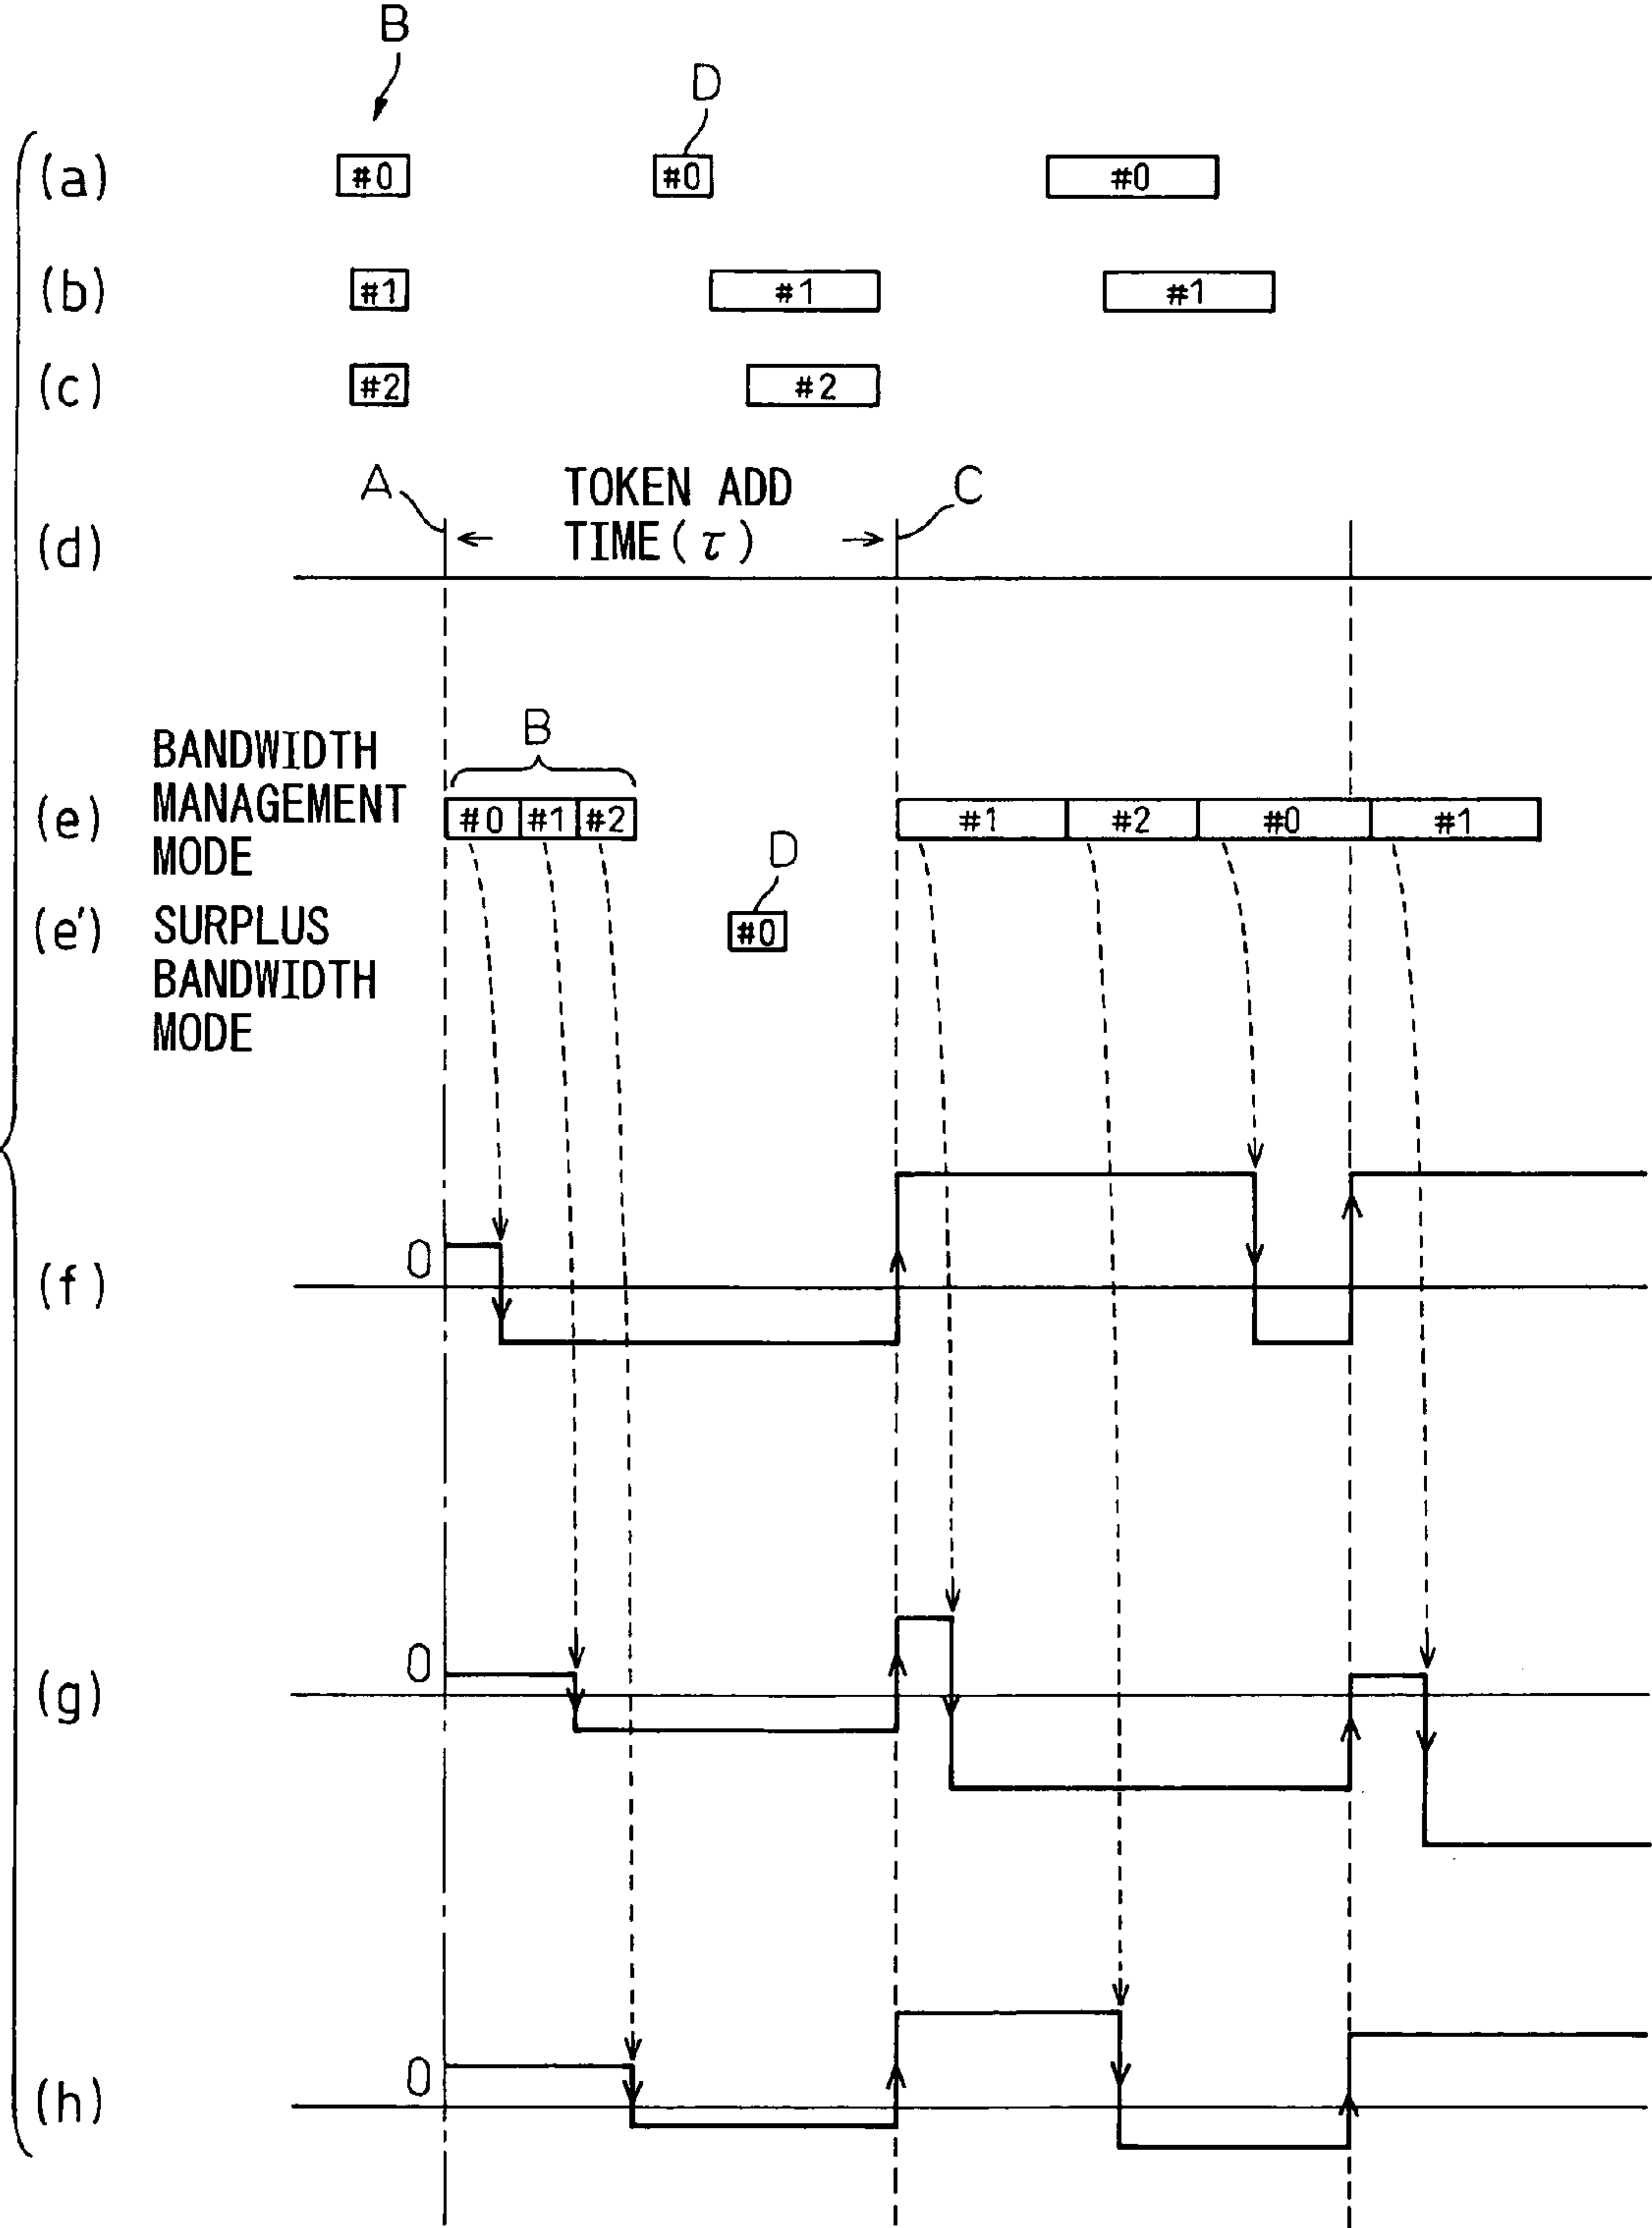 B
D
(a) #0 #0 #0
(b) #1 #1 #1
(c) #2 #2
A TOKEN ADD C
(d) TIME(τ)
B
BANDWIDTH
MANAGEMENT
MODE
(e) #0 #1 #2 #1 #2 #0 #1
D
(e') SURPLUS #0
BANDWIDTH
MODE
0
(f)
0
(g)
0
(h)